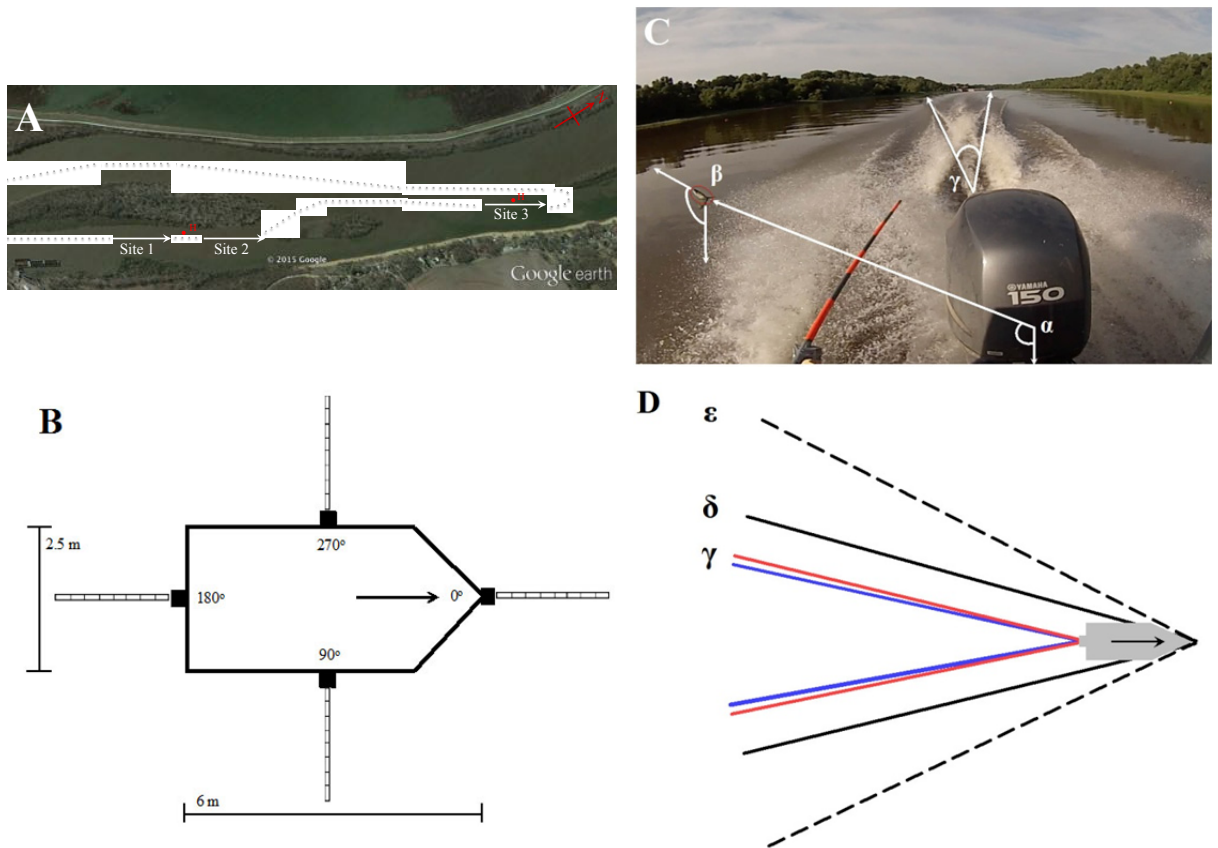 A
Site 1
Site 2
Site 3
© 2015 Google
Google earth
B
270°
2.5 m
180°
0°
90°
6 m
C
γ
β
YAMAHA
150
α
D
ε
δ
γ